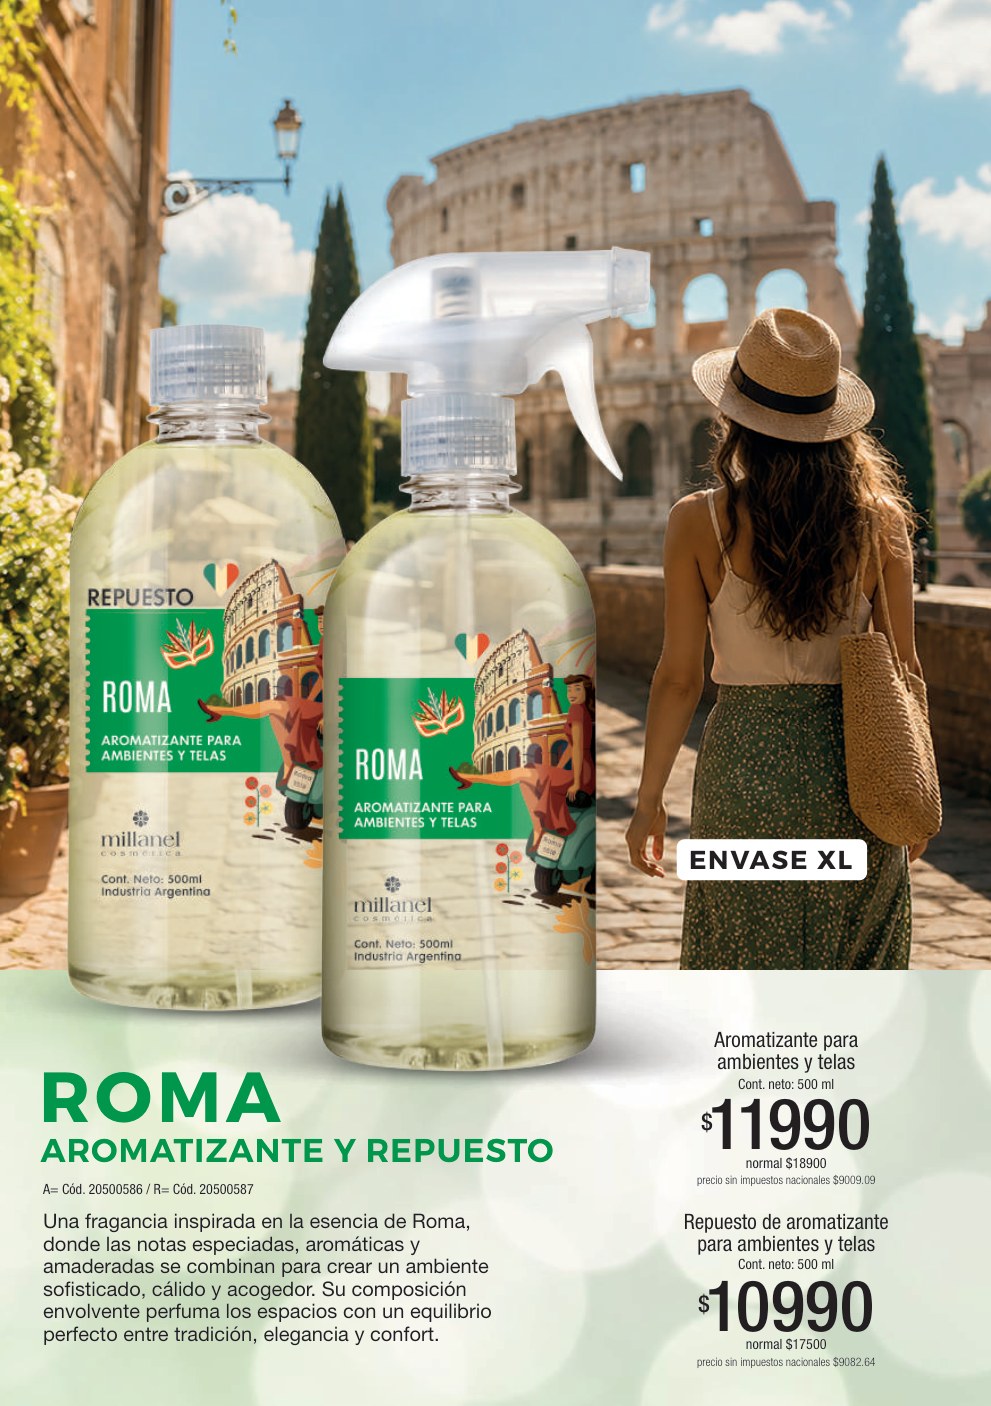 REPUESTO
ROMA
AROMATIZANTE PARA
AMBIENTES Y TELAS
millanel
cosmética
Cont. Neto: 500ml
Industria Argentina
ROMA
AROMATIZANTE PARA
AMBIENTES Y TELAS
millanel
cosmética
Cont. Neto: 500ml
Industria Argentina
ENVASE XL
ROMA
AROMATIZANTE Y REPUESTO
A= Cód. 20500586 / R= Cód. 20500587
Una fragancia inspirada en la esencia de Roma,
donde las notas especiadas, aromáticas y
amaderadas se combinan para crear un ambiente
sofisticado, cálido y acogedor. Su composición
envolvente perfuma los espacios con un equilibrio
perfecto entre tradición, elegancia y confort.
Aromatizante para
ambientes y telas
Cont. neto: 500 ml
$11990
normal $18900
precio sin impuestos nacionales $9009.09
Repuesto de aromatizante
para ambientes y telas
Cont. neto: 500 ml
$10990
normal $17500
precio sin impuestos nacionales $9082.64